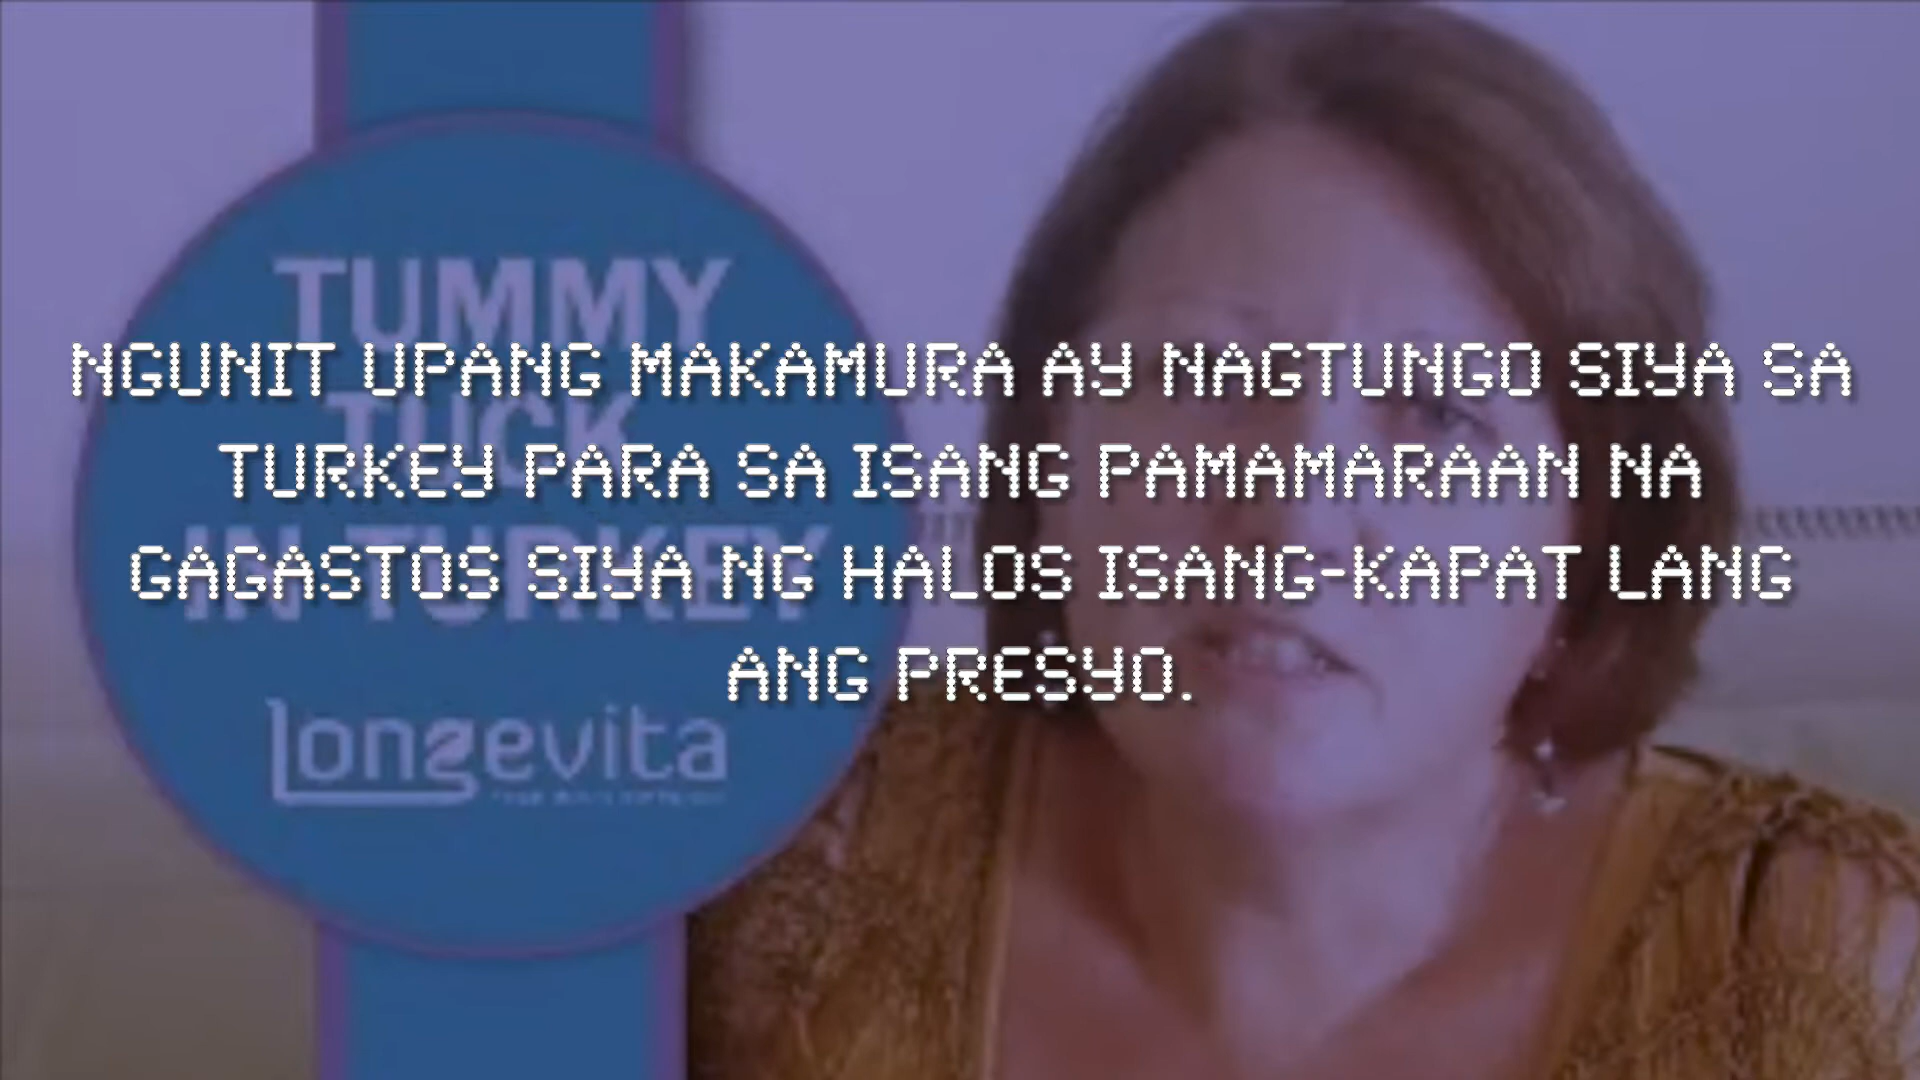 TUMMY
TUCK
IN TURKEY
Longevita
NGUNIT UPANG MAKAMURA AY NAGTUNGO SIYA SA
TURKEY PARA SA ISANG PAMAMARAAN NA
GAGASTOS SIYA NG HALOS ISANG-KAPAT LANG
ANG PRESYO.